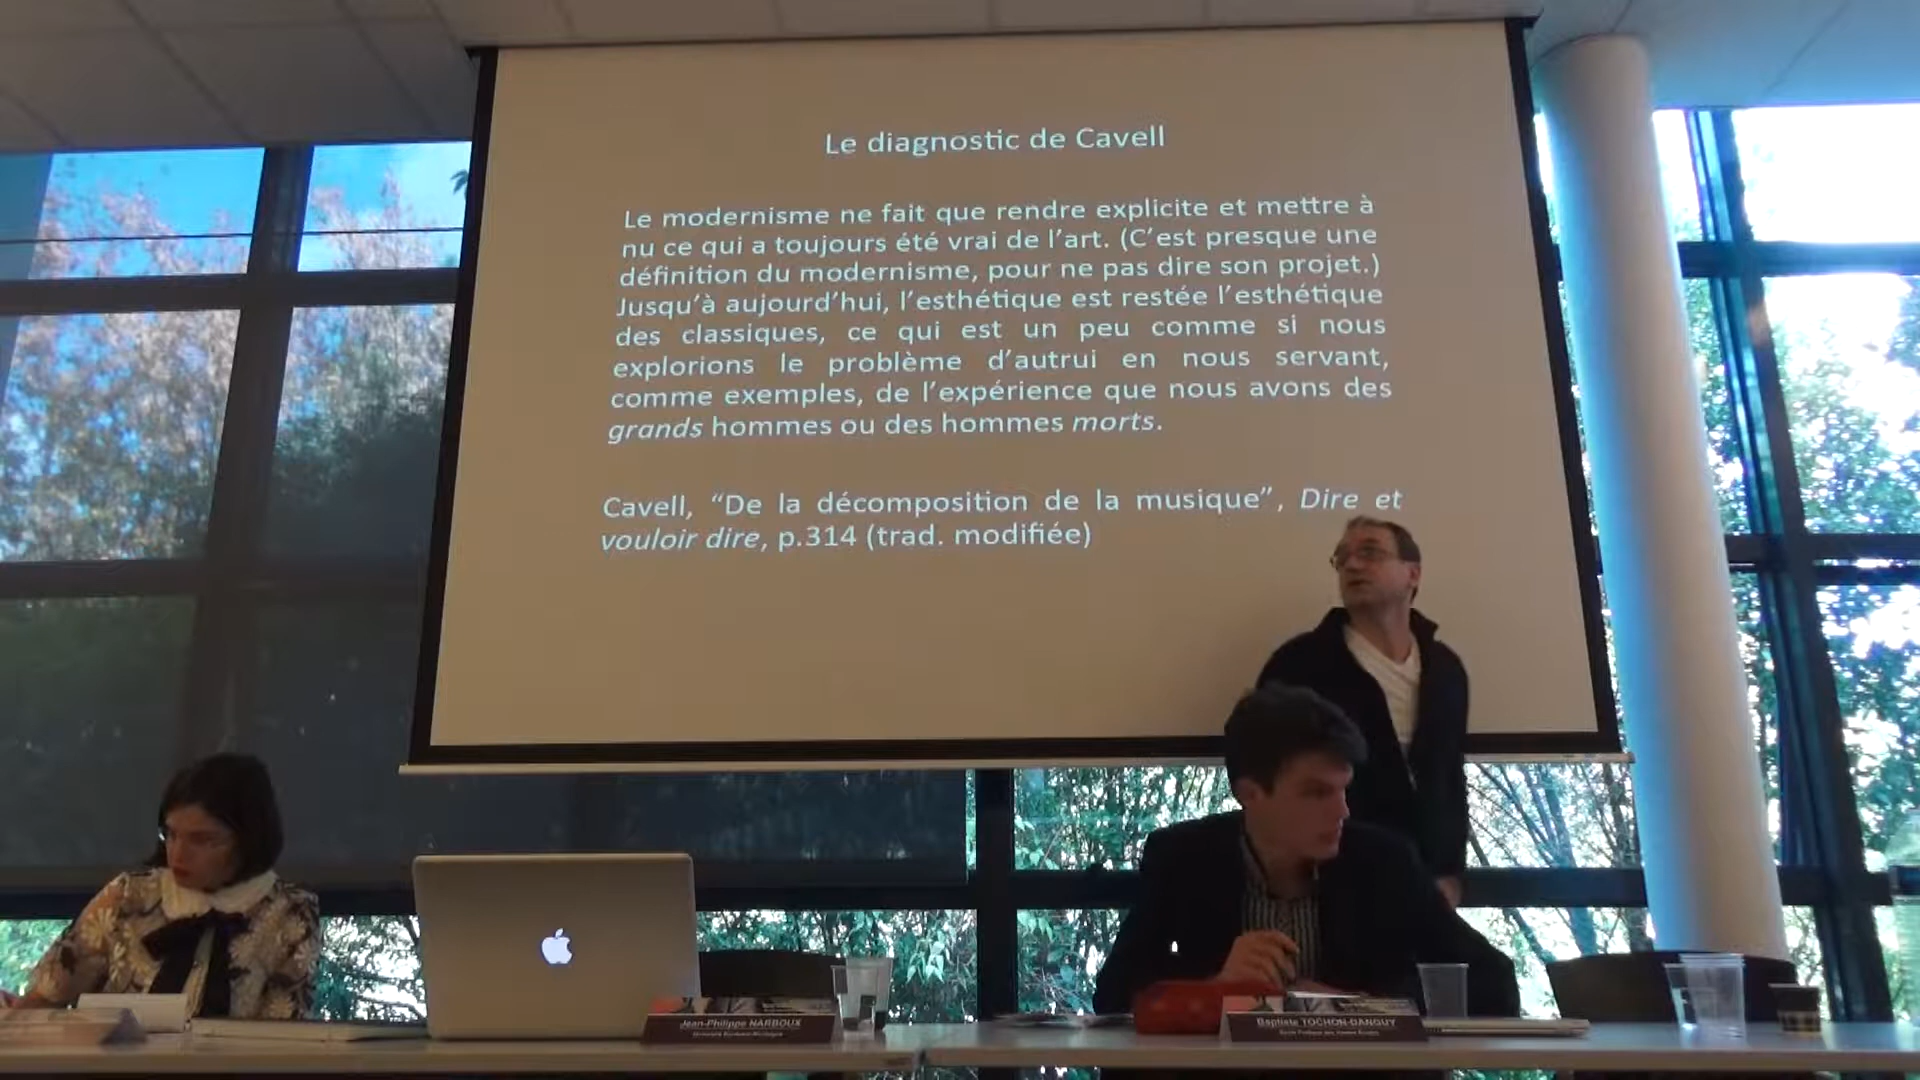 Le diagnostic de Cavell
Le modernisme ne fait que rendre explicite et mettre à
nu ce qui a toujours été vrai de l’art. (C’est presque une
définition du modernisme, pour ne pas dire son projet.)
Jusqu’à aujourd’hui, l’esthétique est restée l’esthétique
des classiques, ce qui est un peu comme si nous
explorions le problème d’autrui en nous servant,
comme exemples, de l’expérience que nous avons des
grands hommes ou des hommes morts.
Cavell, “De la décomposition de la musique”, Dire et
vouloir dire, p.314 (trad. modifiée)
Jean-Philippe NARBOUX
Baptiste TOCHON-DANGUY